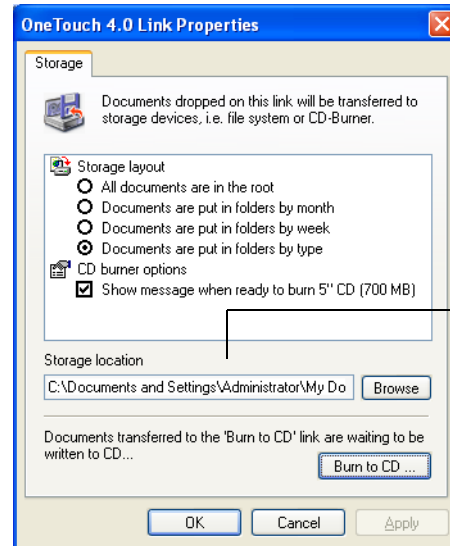 OneTouch 4.0 Link Properties
Storage
Documents dropped on this link will be transferred to
storage devices, i.e. file system or CD-Burner.
Storage layout
All documents are in the root
Documents are put in folders by month
Documents are put in folders by week
Documents are put in folders by type
CD burner options
Show message when ready to burn 5" CD (700 MB)
Storage location
C:\Documents and Settings\Administrator\My Do Browse
Documents transferred to the 'Burn to CD' link are waiting to be
written to CD...
Burn to CD ...
OK Cancel Apply